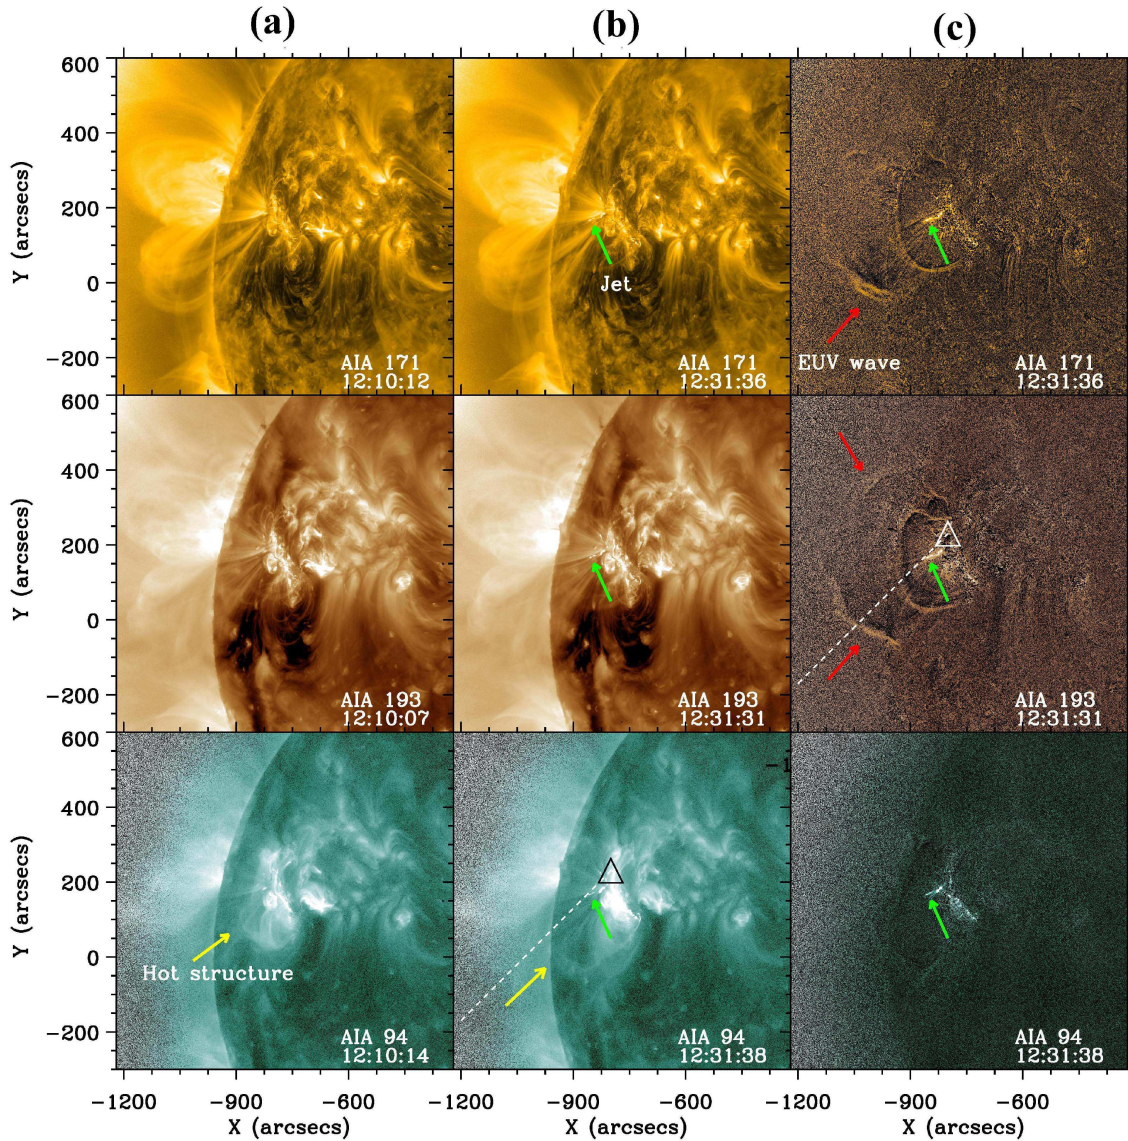 (a) (b) (c)
600
400
200
0
−200
Y (arcsecs)
AIA 171
12:10:12
Jet
AIA 171
12:31:36
EUV wave
AIA 171
12:31:36
600
400
200
0
−200
Y (arcsecs)
AIA 193
12:10:07
AIA 193
12:31:31
AIA 193
12:31:31
600
400
200
0
−200
Y (arcsecs)
Hot structure
AIA 94
12:10:14
−1
AIA 94
12:31:38
AIA 94
12:31:38
−1200 −900 −600
X (arcsecs)
−1200 −900 −600
X (arcsecs)
−1200 −900 −600
X (arcsecs)